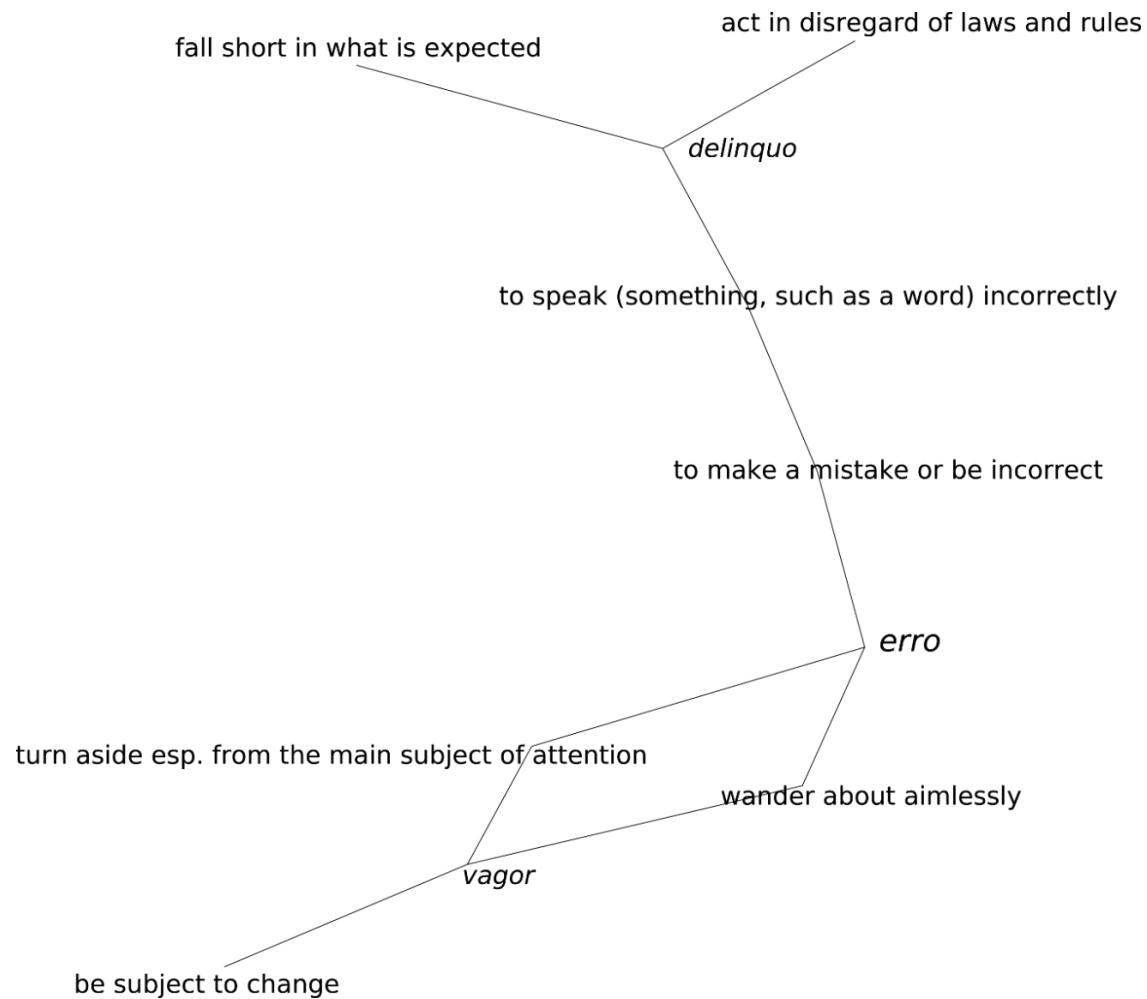 act in disregard of laws and rules
fall short in what is expected
delinquo
to speak (something, such as a word) incorrectly
to make a mistake or be incorrect
erro
turn aside esp. from the main subject of attention
wander about aimlessly
vagor
be subject to change